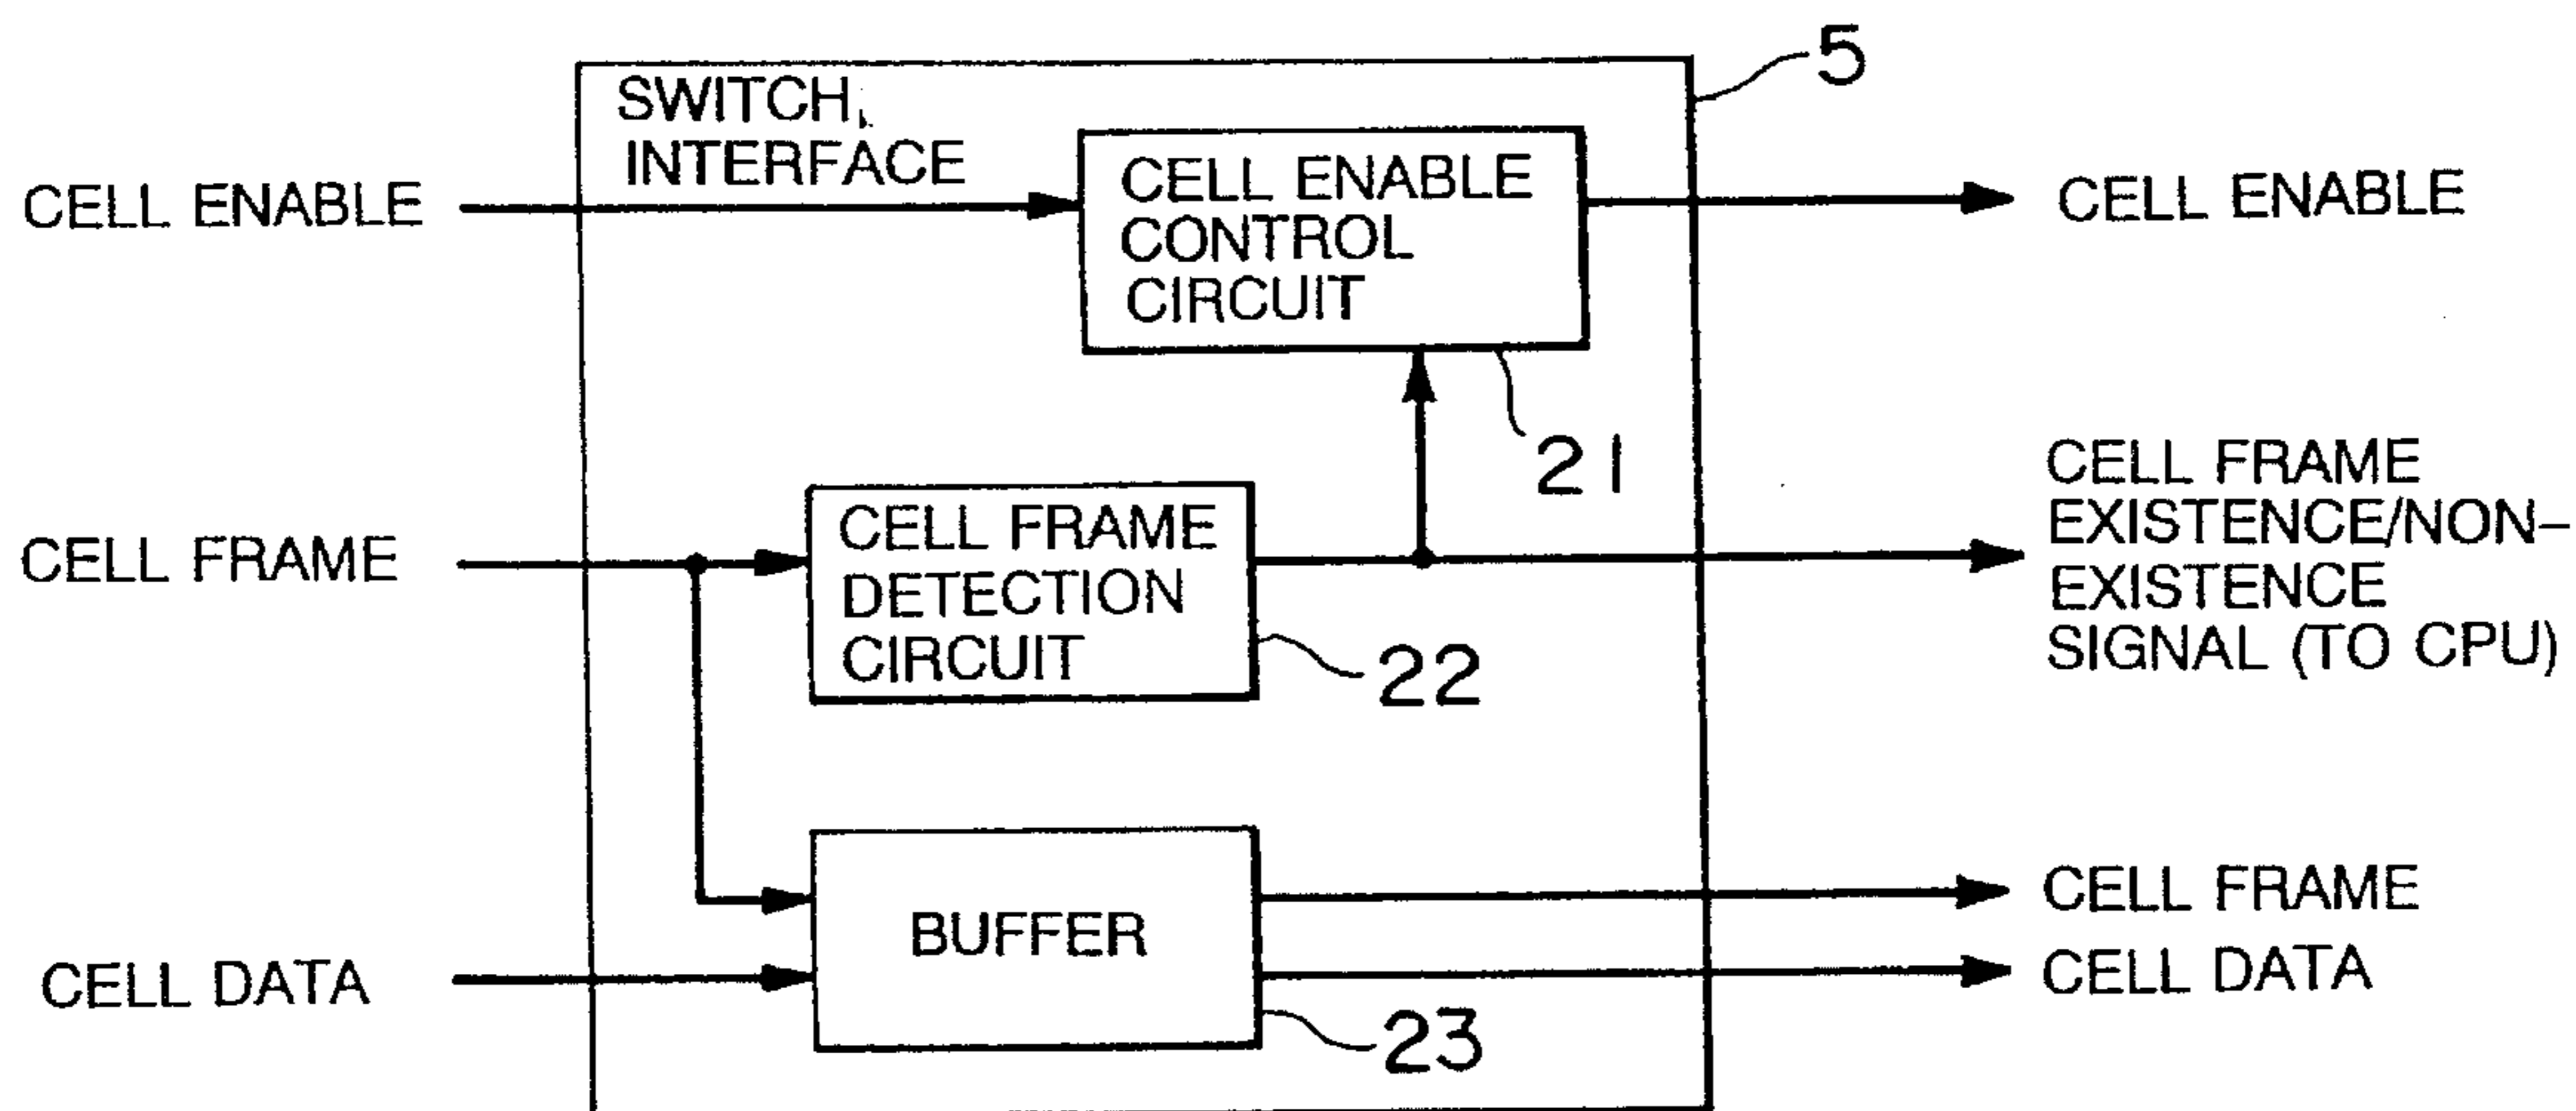 5
SWITCH
INTERFACE
CELL ENABLE
CELL ENABLE
CONTROL
CIRCUIT
CELL ENABLE
21
CELL FRAME
CELL FRAME
DETECTION
CIRCUIT
22
CELL FRAME
EXISTENCE/NON–
EXISTENCE
SIGNAL (TO CPU)
CELL DATA
BUFFER
23
CELL FRAME
CELL DATA